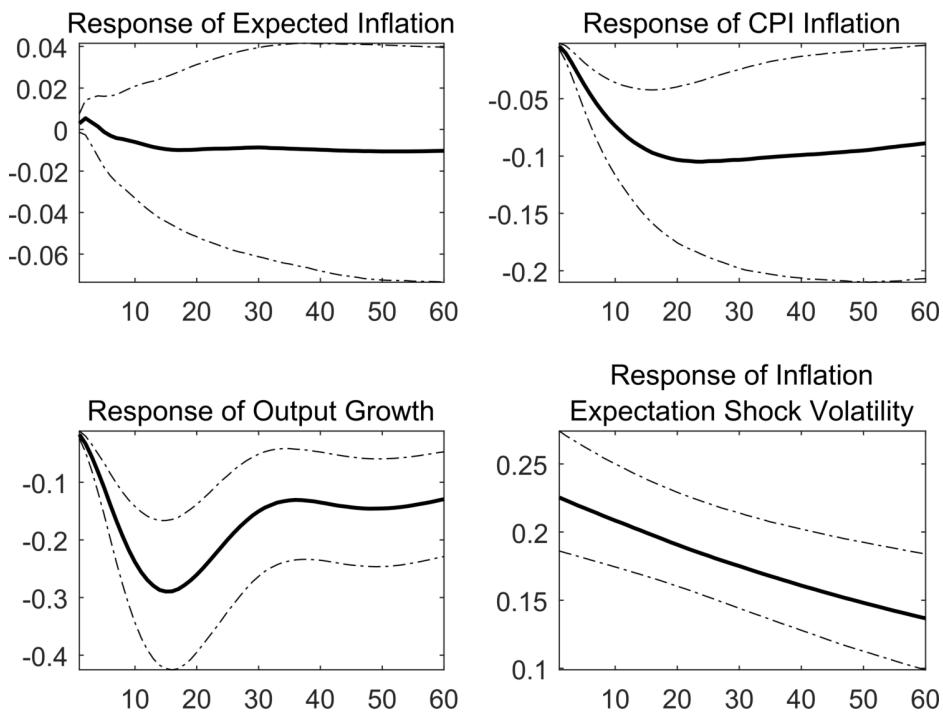 Response of Expected Inflation
0.04
0.02
0
-0.02
-0.04
-0.06
10 20 30 40 50 60
Response of CPI Inflation
-0.05
-0.1
-0.15
-0.2
10 20 30 40 50 60
Response of Output Growth
-0.1
-0.2
-0.3
-0.4
10 20 30 40 50 60
Response of Inflation
Expectation Shock Volatility
0.25
0.2
0.15
0.1
10 20 30 40 50 60